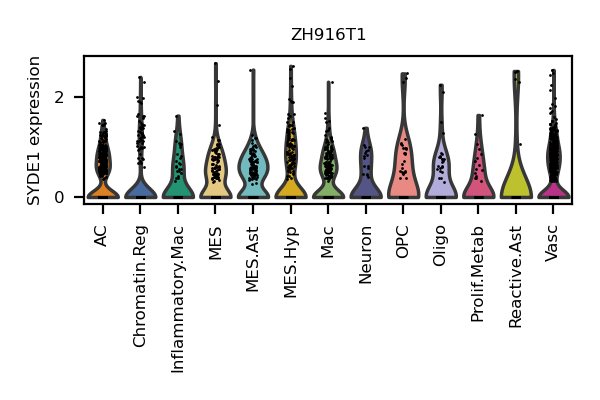 ZH916T1
SYDE1 expression
2
0
AC
Chromatin.Reg
Inflammatory.Mac
MES
MES.Ast
MES.Hyp
Mac
Neuron
OPC
Oligo
Prolif.Metab
Reactive.Ast
Vasc